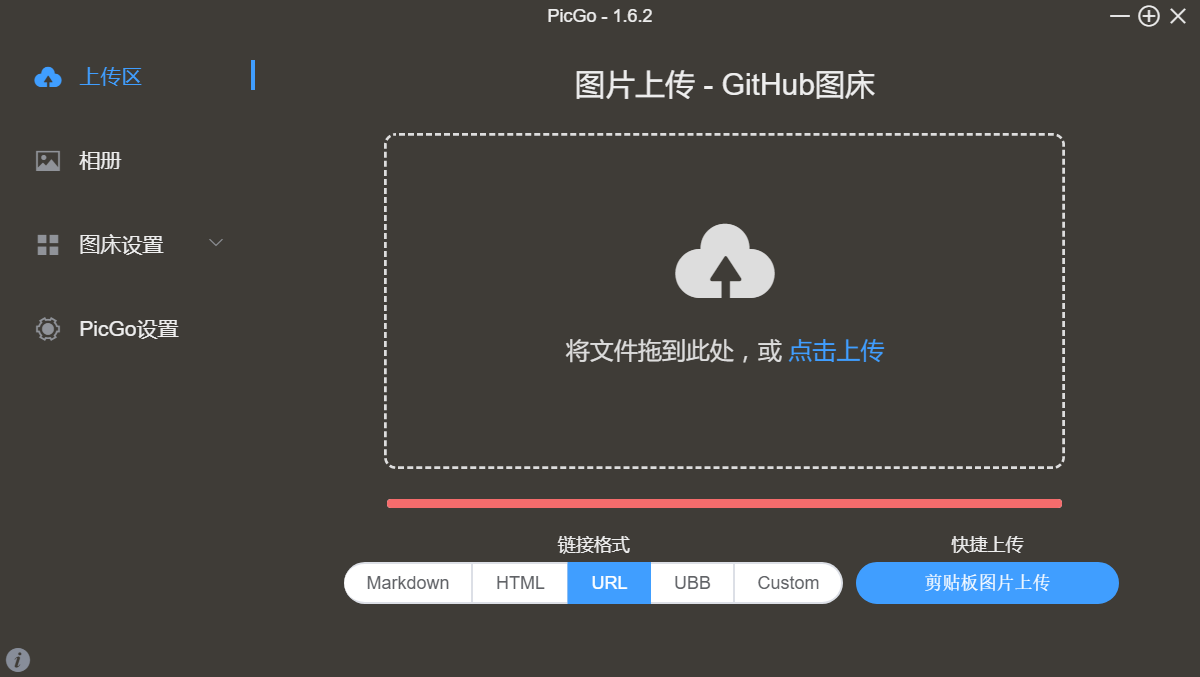 PicGo - 1.6.2
上传区
相册
图床设置
PicGo设置
图片上传 - GitHub图床
将文件拖到此处，或 点击上传
链接格式
Markdown HTML URL UBB Custom
快捷上传
剪贴板图片上传
i